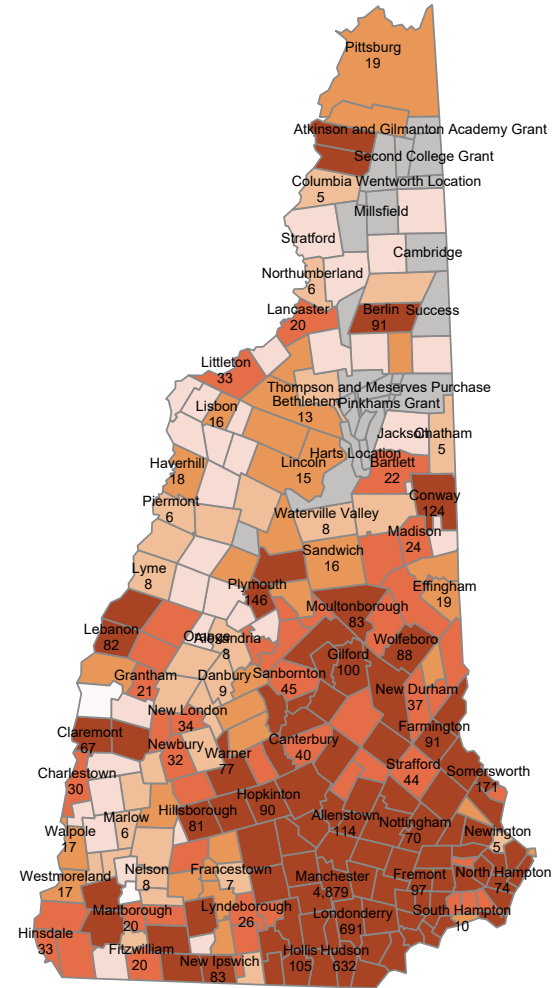 Pittsburg
19
Atkinson and Gilmanton Academy Grant
Second College Grant
Columbia
5
Wentworth Location
Millsfield
Stratford
Cambridge
Northumberland
6
Lancaster
20
Berlin
91
Success
Littleton
33
Thompson and Meserves Purchase
Bethlehem
13
Pinkhams Grant
Lisbon
16
Jackson
Chatham
5
Harts Location
Haverhill
18
Lincoln
15
Bartlett
22
Piermont
6
Conway
124
Waterville Valley
8
Madison
24
Sandwich
16
Lyme
8
Plymouth
146
Effingham
19
Moultonborough
83
Lebanon
82
Orange
Alexandria
8
Wolfeboro
88
Gilford
100
Grantham
21
Danbury
9
Sanbornton
45
New Durham
37
New London
34
Claremont
67
Farmington
91
Newbury
32
Warner
77
Canterbury
40
Charlestown
30
Strafford
44
Somersworth
171
Hopkinton
90
Marlow
6
Hillsborough
81
Allenstown
114
Nottingham
70
Walpole
17
Newington
5
Westmoreland
17
Nelson
8
Francestown
7
Manchester
4,879
Fremont
97
North Hampton
74
Marlborough
20
Lyndeborough
26
Londonderry
691
South Hampton
10
Hinsdale
33
Fitzwilliam
20
New Ipswich
83
Hollis
105
Hudson
632